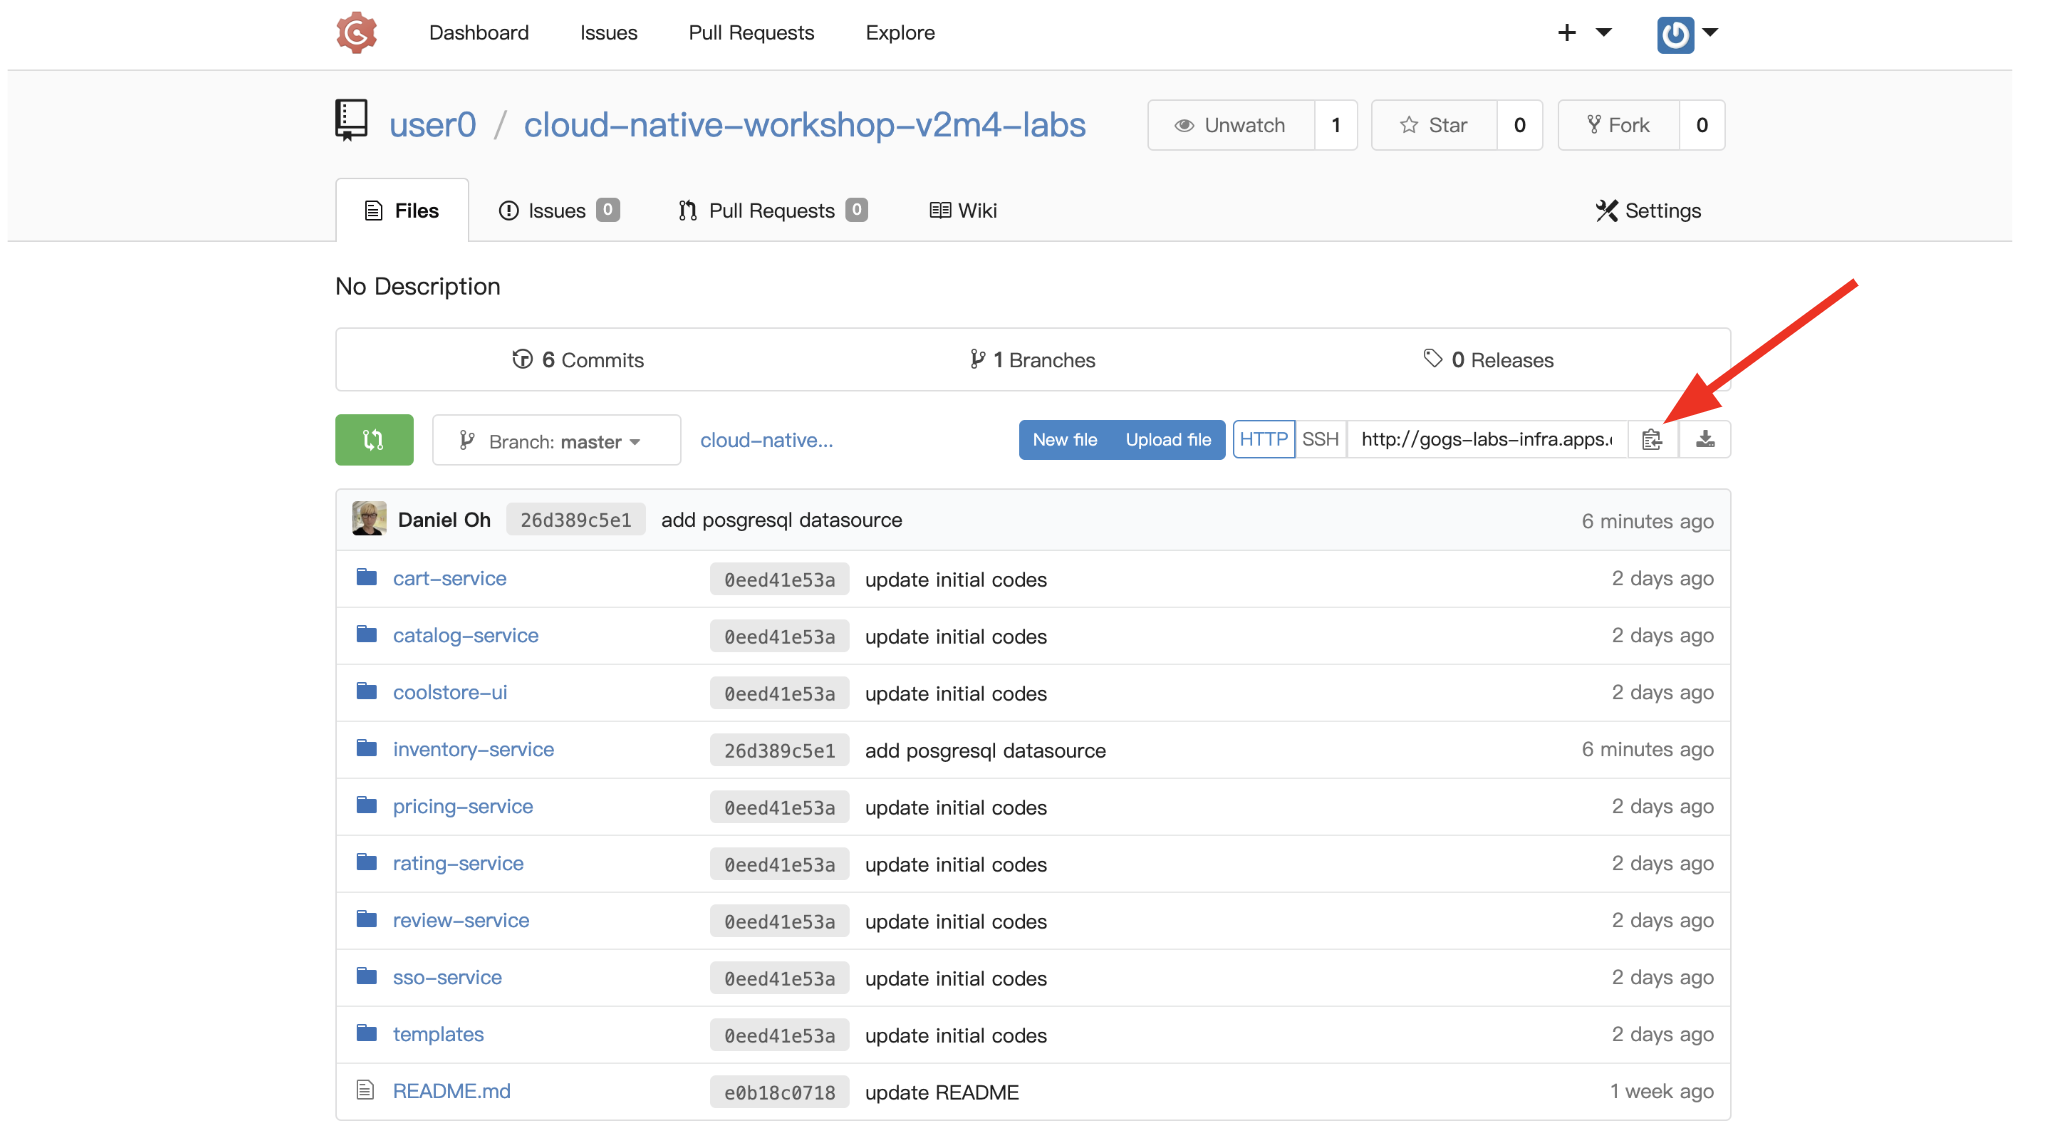 Dashboard Issues Pull Requests Explore
user0 / cloud-native-workshop-v2m4-labs Unwatch 1 Star 0 Fork 0
Files Issues 0 Pull Requests 0 Wiki Settings
No Description
6 Commits 1 Branches 0 Releases
Branch: master cloud-native... New file Upload file HTTP SSH http://gogs-labs-infra.apps.
Daniel Oh 26d389c5e1 add posgresql datasource 6 minutes ago
cart-service 0eed41e53a update initial codes 2 days ago
catalog-service 0eed41e53a update initial codes 2 days ago
coolstore-ui 0eed41e53a update initial codes 2 days ago
inventory-service 26d389c5e1 add posgresql datasource 6 minutes ago
pricing-service 0eed41e53a update initial codes 2 days ago
rating-service 0eed41e53a update initial codes 2 days ago
review-service 0eed41e53a update initial codes 2 days ago
sso-service 0eed41e53a update initial codes 2 days ago
templates 0eed41e53a update initial codes 2 days ago
README.md e0b18c0718 update README 1 week ago